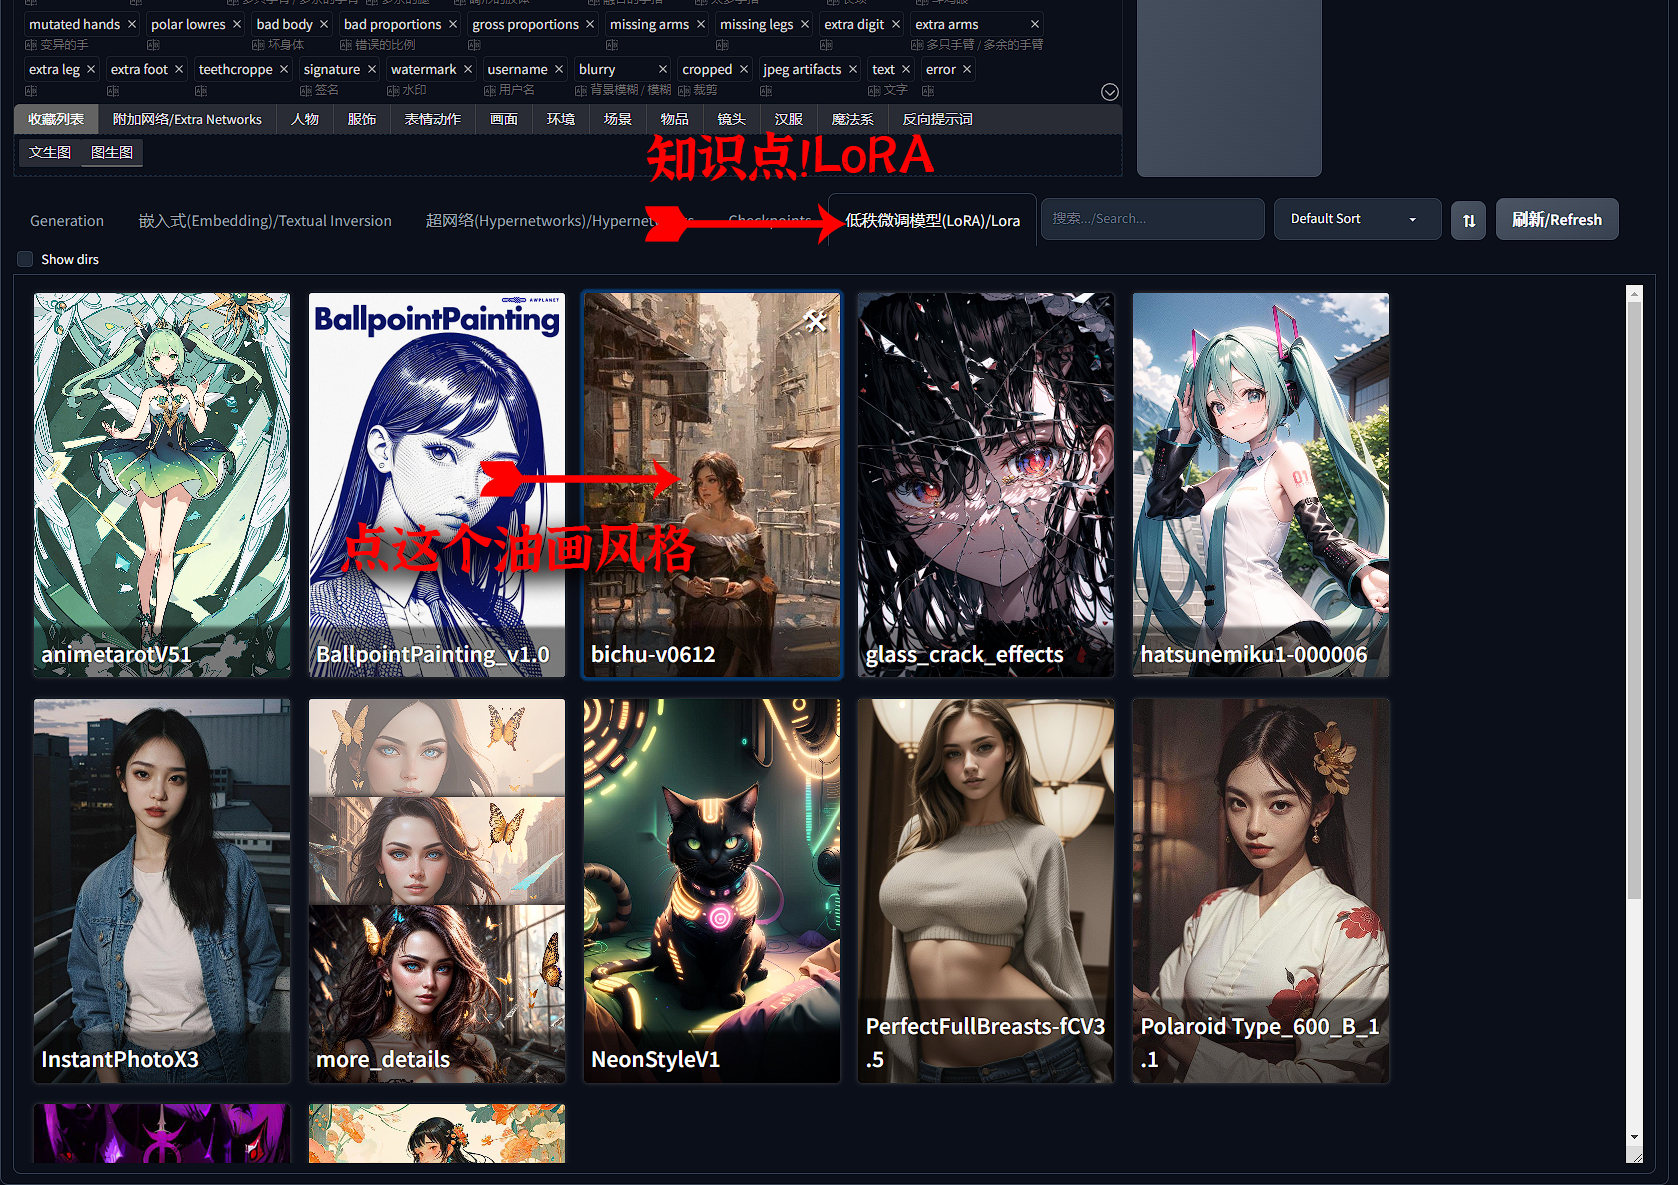 mutated hands × polar lowres × bad body × bad proportions × gross proportions × missing arms × missing legs × extra digit × extra arms ×
变异的手 坏身体 错误的比例 多只手臂 / 多余的手臂
extra leg × extra foot × teethcroppe × signature × watermark × username × blurry × cropped × jpeg artifacts × text × error ×
签名 水印 用户名 背景模糊 / 模糊 裁剪 文字
收藏列表 附加网络/Extra Networks 人物 服饰 表情动作 画面 环境 场景 物品 镜头 汉服 魔法系 反向提示词
文生图 图生图
知识点!LoRA
Generation 嵌入式(Embedding)/Textual Inversion 超网络(Hypernetworks)/Hypernet Checkpoints 低秩微调模型(LoRA)/Lora 搜索.../Search... Default Sort 刷新/Refresh
Show dirs
AWPLANET
BallpointPainting
01
点这个油画风格
animetarotV51 BallpointPainting_v1.0 bichu-v0612 glass_crack_effects hatsunemiku1-000006
InstantPhotoX3 more_details NeonStyleV1 PerfectFullBreasts-fCV3
.5
Polaroid Type_600_B_1
.1